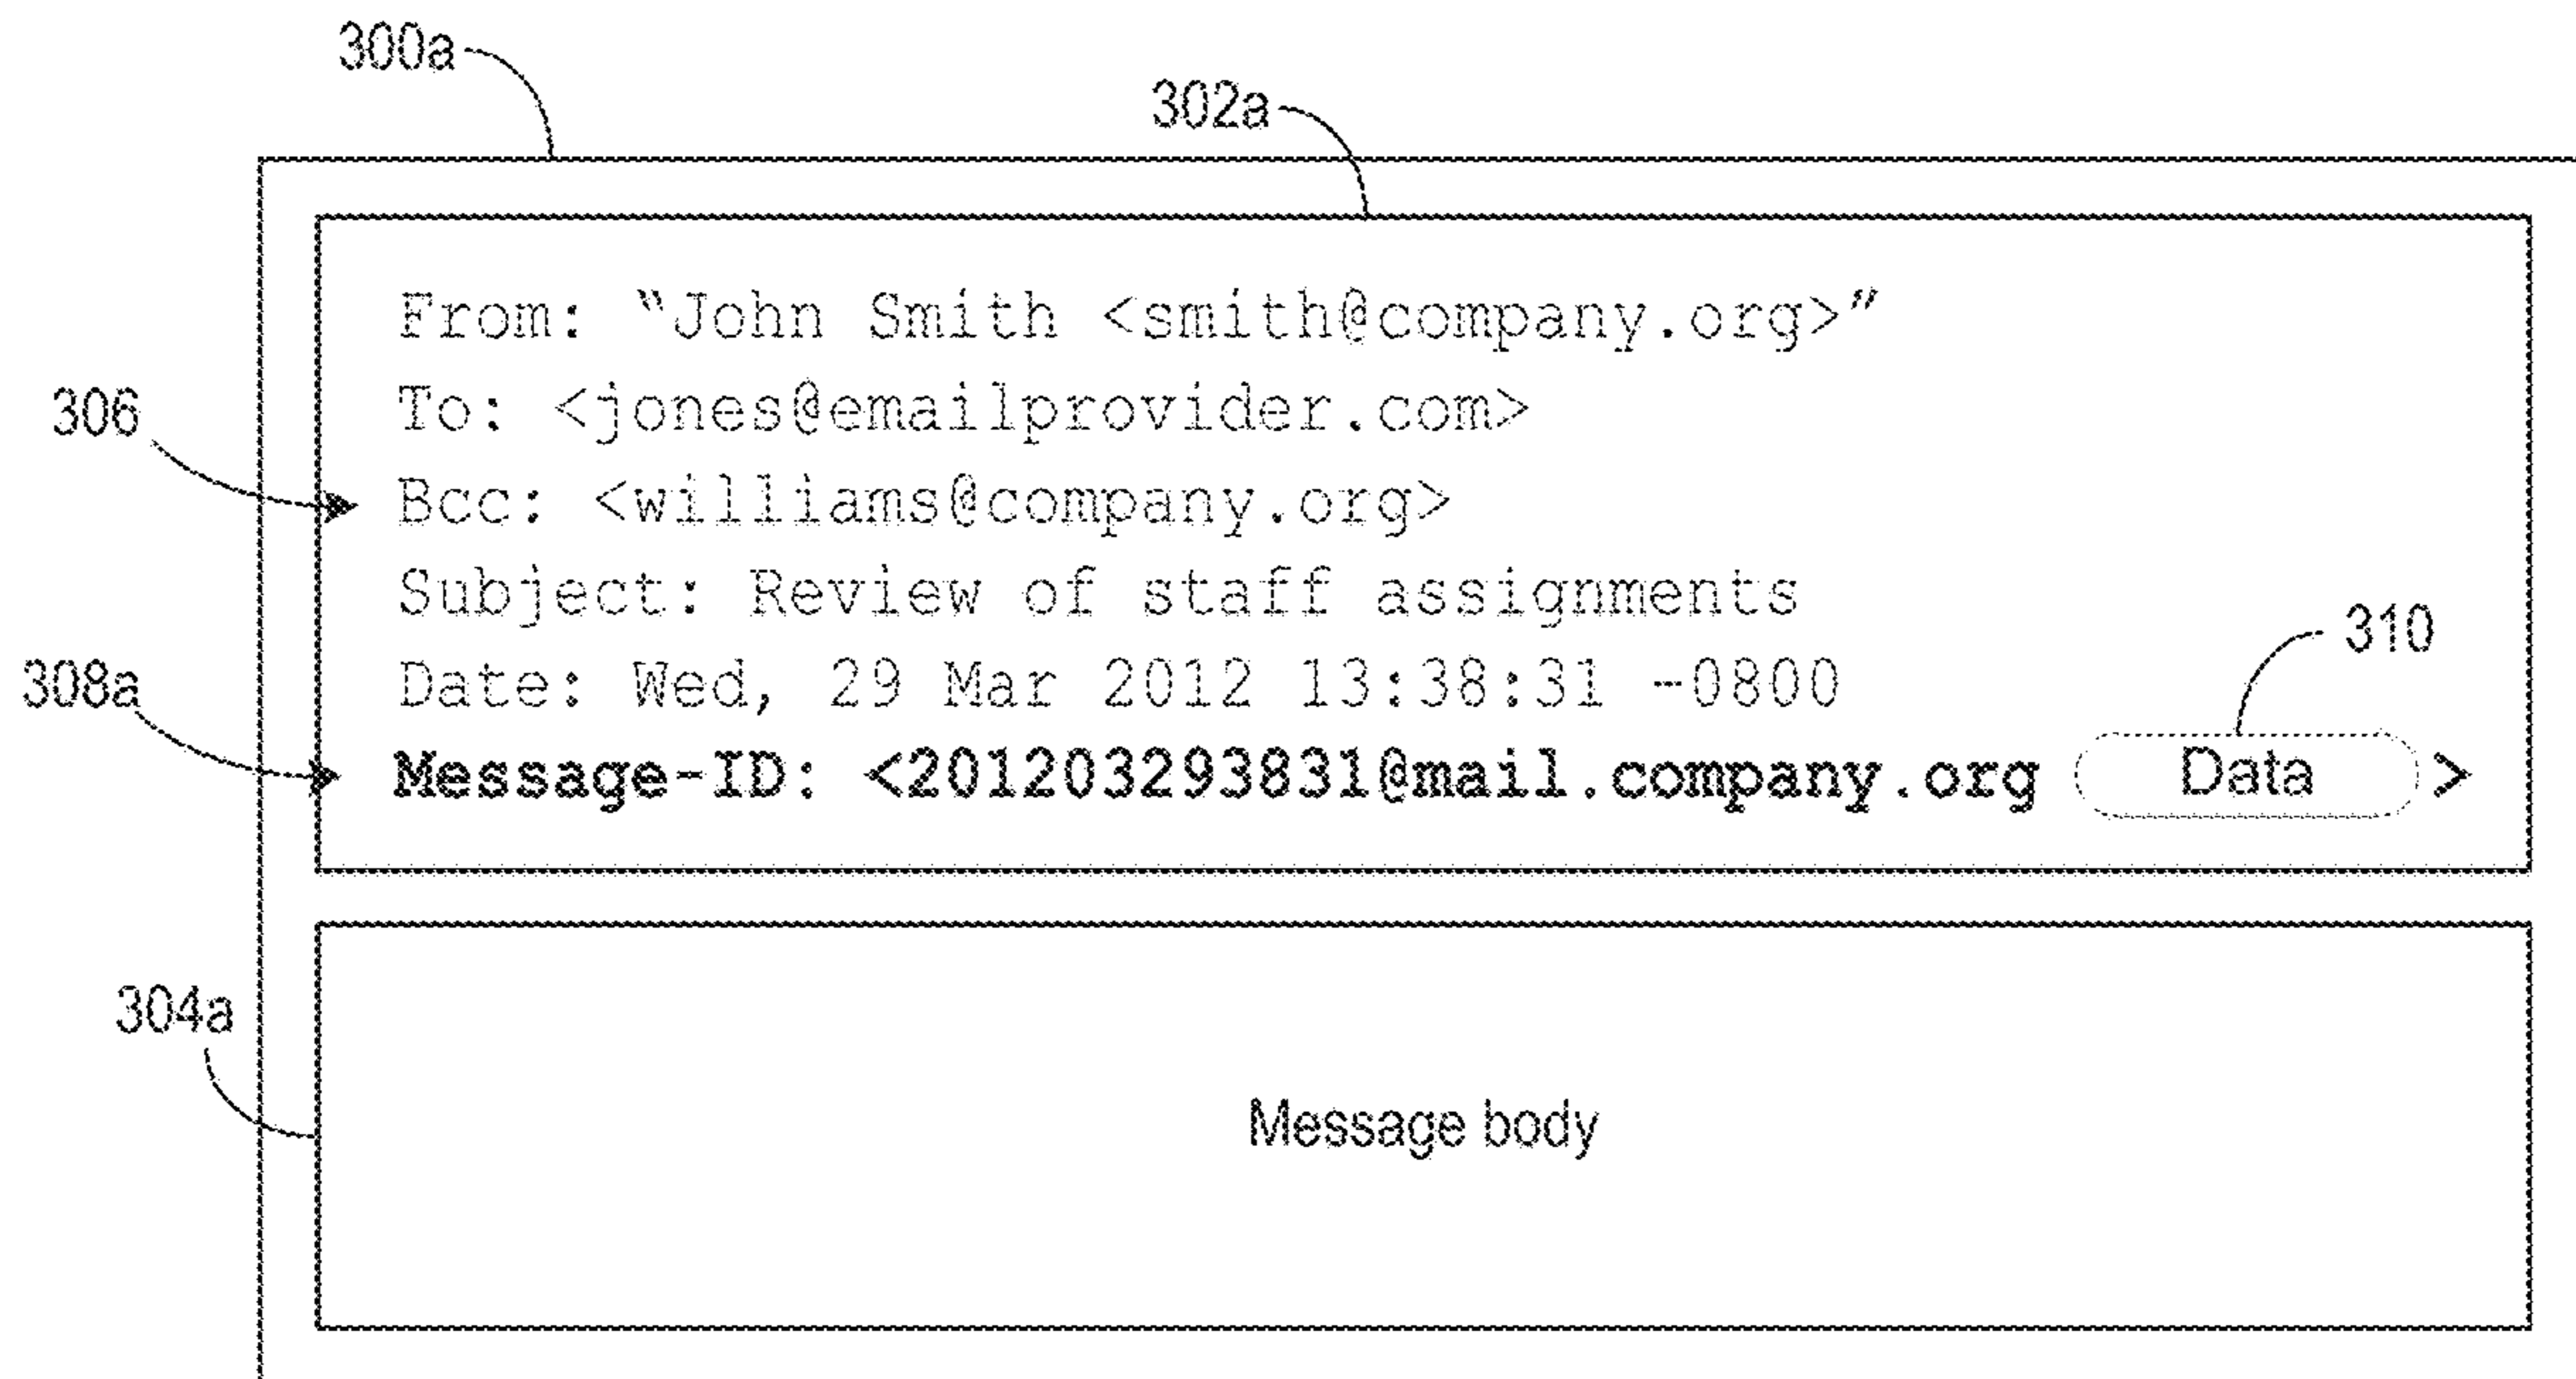 300a
302a
From: “John Smith <smith@company.org>”
306
To: <jones@emailprovider.com>
Bcc: <williams@company.org>
Subject: Review of staff assignments
310
308a
Date: Wed, 29 Mar 2012 13:38:31 -0800
Message-ID: <201203293831@mail.company.org Data >
304a
Message body